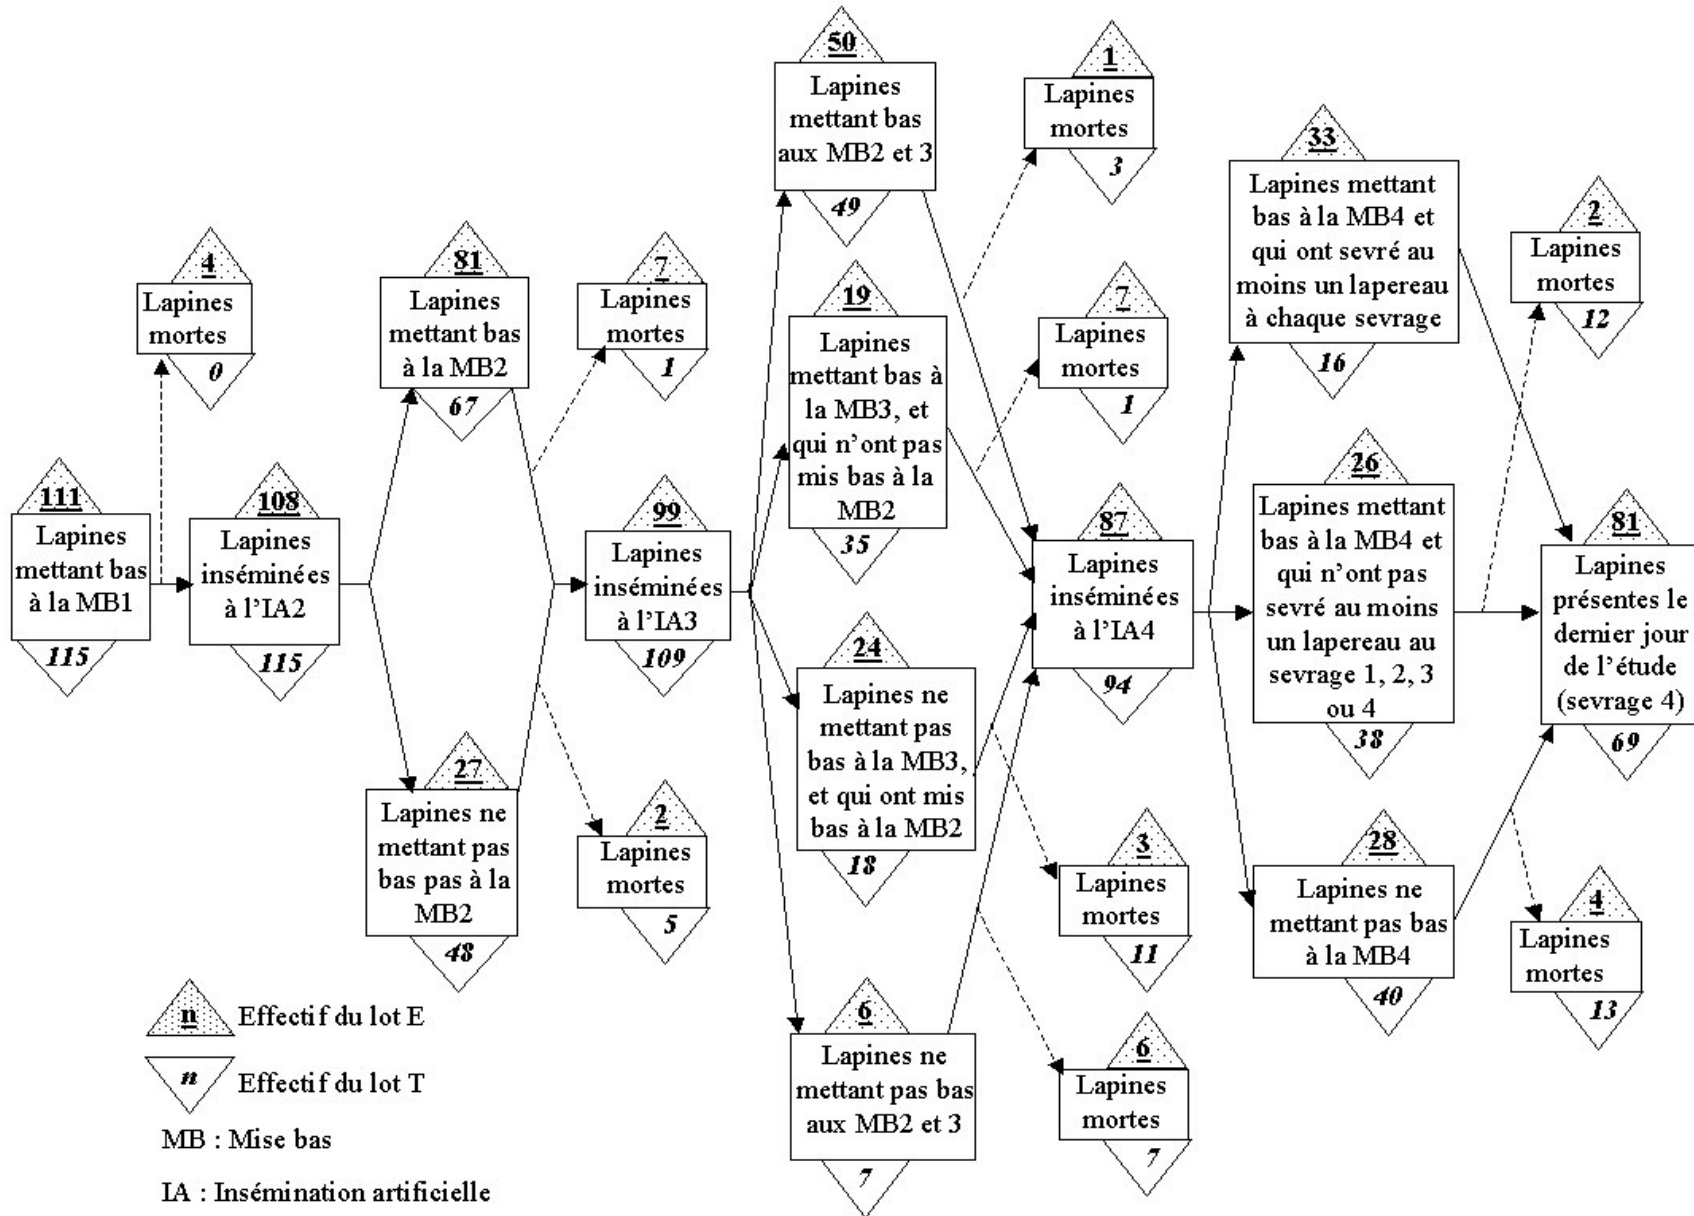 111
Lapines
mettant bas
à la MB1
115
4
Lapines
mortes
0
108
Lapines
inséminées
à l'IA2
115
81
Lapines
mettant bas
à la MB2
67
27
Lapines ne
mettant pas
bas pas à la
MB2
48
7
Lapines
mortes
1
2
Lapines
mortes
5
99
Lapines
inséminées
à l'IA3
109
50
Lapines
mettant bas
aux MB2 et 3
49
19
Lapines
mettant bas à
la MB3, et
qui n'ont pas
mis bas à la
MB2
35
24
Lapines ne
mettant pas
bas à la MB3,
et qui ont mis
bas à la MB2
18
6
Lapines ne
mettant pas bas
aux MB2 et 3
7
1
Lapines
mortes
3
7
Lapines
mortes
1
87
Lapines
inséminées
à l'IA4
94
3
Lapines
mortes
11
6
Lapines
mortes
7
33
Lapines mettant
bas à la MB4 et
qui ont sevré au
moins un lapereau
à chaque sevrage
16
26
Lapines mettant
bas à la MB4 et
qui n'ont pas
sevré au moins
un lapereau au
sevrage 1, 2, 3
ou 4
38
28
Lapines ne
mettant pas bas
à la MB4
40
2
Lapines
mortes
12
81
Lapines
présentes le
dernier jour
de l'étude
(sevrage 4)
69
4
Lapines
mortes
13
n Effectif du lot E
n Effectif du lot T
MB : Mise bas
IA : Insémination artificielle